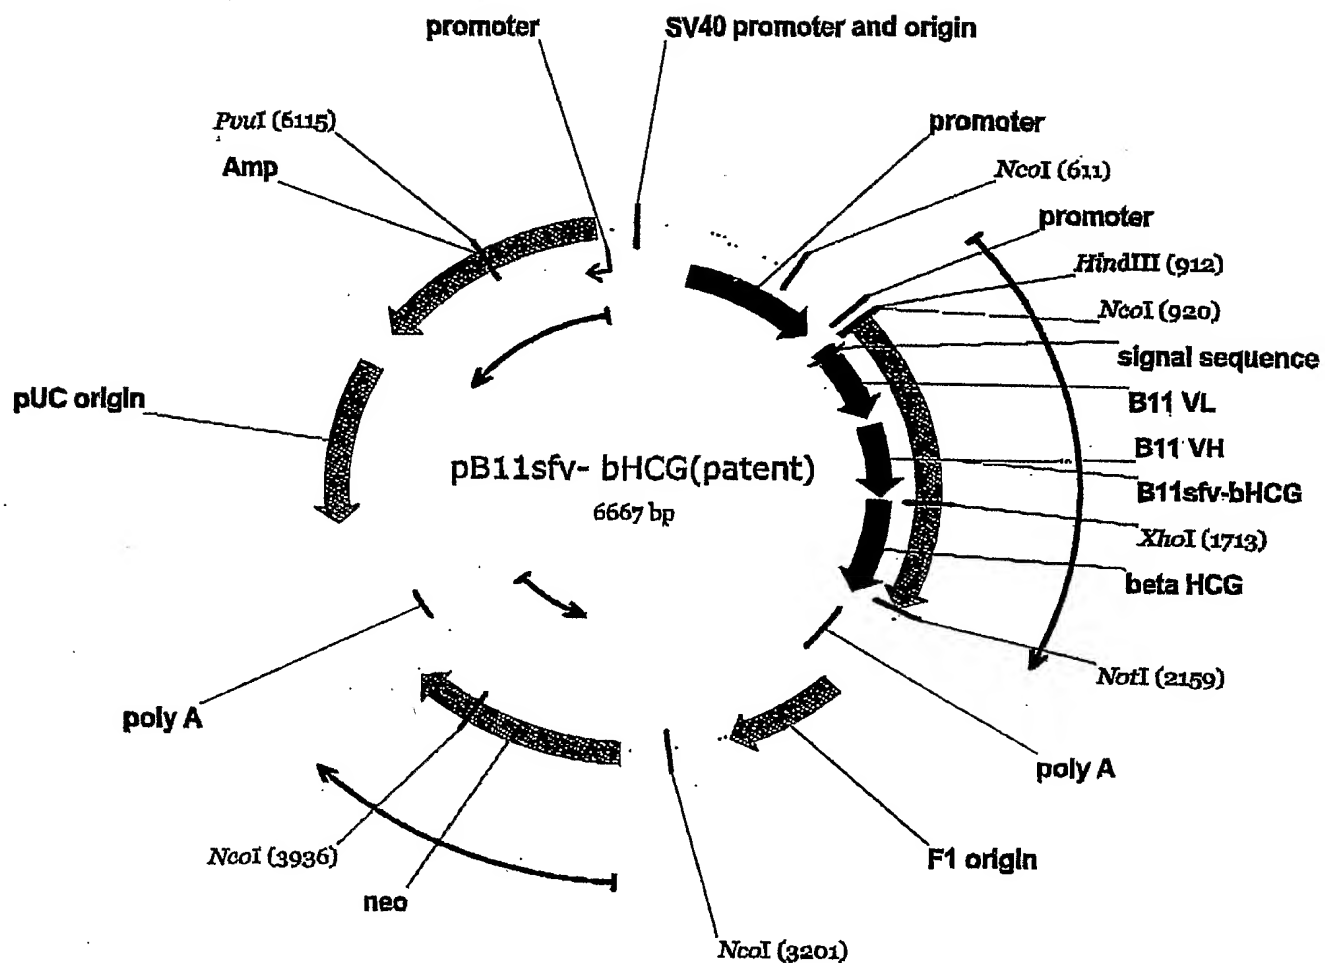 promoter
SV40 promoter and origin
PvuI (6115)
Amp
promoter
NcoI (611)
promoter
HindIII (912)
NcoI (920)
signal sequence
B11 VL
B11 VH
B11sfv-bHCG
XhoI (1713)
beta HCG
NotI (2159)
pUC origin
pB11sfv- bHCG(patent)
6667 bp
poly A
poly A
NcoI (3936)
neo
F1 origin
NcoI (3201)